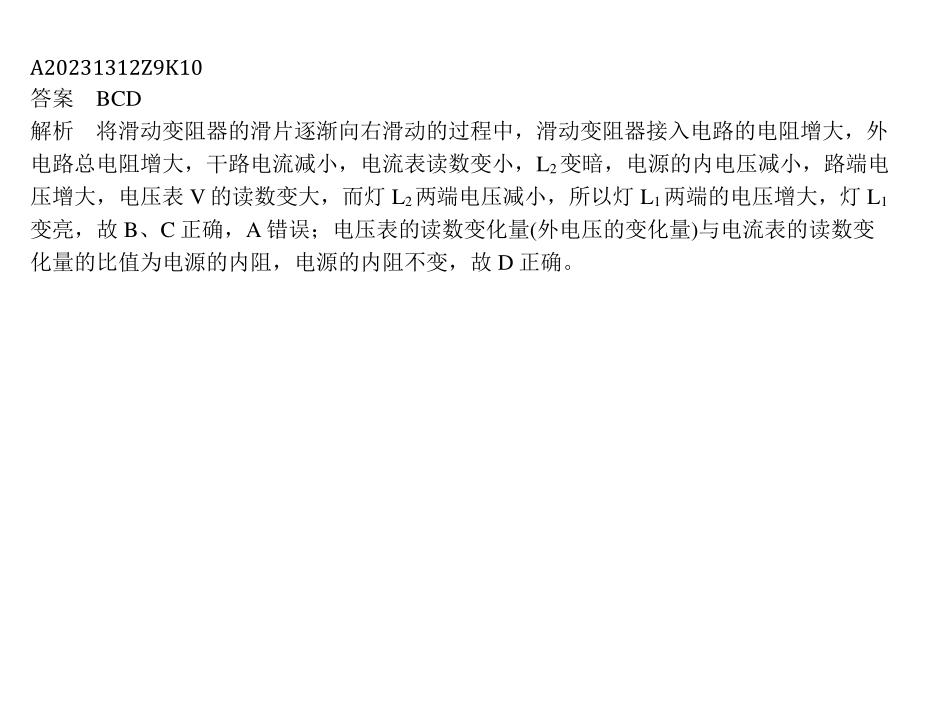 A20231312Z9K10
答案　BCD
解析　将滑动变阻器的滑片逐渐向右滑动的过程中，滑动变阻器接入电路的电阻增大，外
电路总电阻增大，干路电流减小，电流表读数变小，L₂变暗，电源的内电压减小，路端电
压增大，电压表 V 的读数变大，而灯 L₂两端电压减小，所以灯 L₁两端的电压增大，灯 L₁
变亮，故 B、C 正确，A 错误；电压表的读数变化量(外电压的变化量)与电流表的读数变
化量的比值为电源的内阻，电源的内阻不变，故 D 正确。